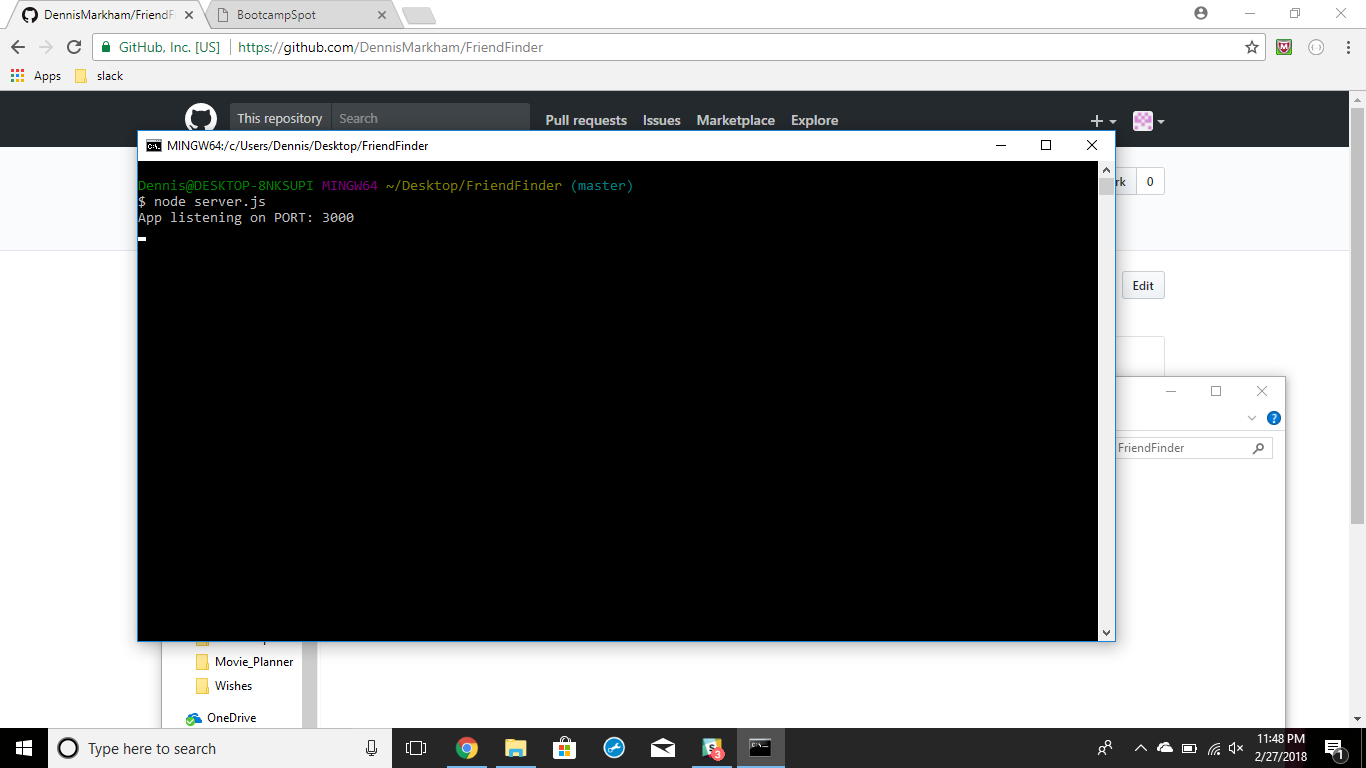 DennisMarkham/FriendF
BootcampSpot
GitHub, Inc. [US]
https://github.com/DennisMarkham/FriendFinder
Apps
slack
This repository
Search
Pull requests
Issues
Marketplace
Explore
MINGW64:/c/Users/Dennis/Desktop/FriendFinder
Dennis@DESKTOP-8NKSUPI MINGW64 ~/Desktop/FriendFinder (master)
$ node server.js
App listening on PORT: 3000
rk
0
Edit
?
FriendFinder
Movie_Planner
Wishes
OneDrive
Type here to search
3
11:48 PM
2/27/2018
1